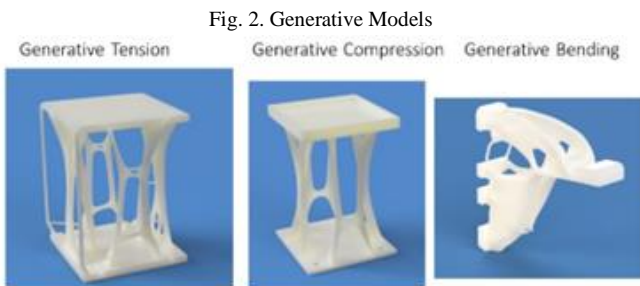 Fig. 2. Generative Models
Generative Tension
Generative Compression
Generative Bending